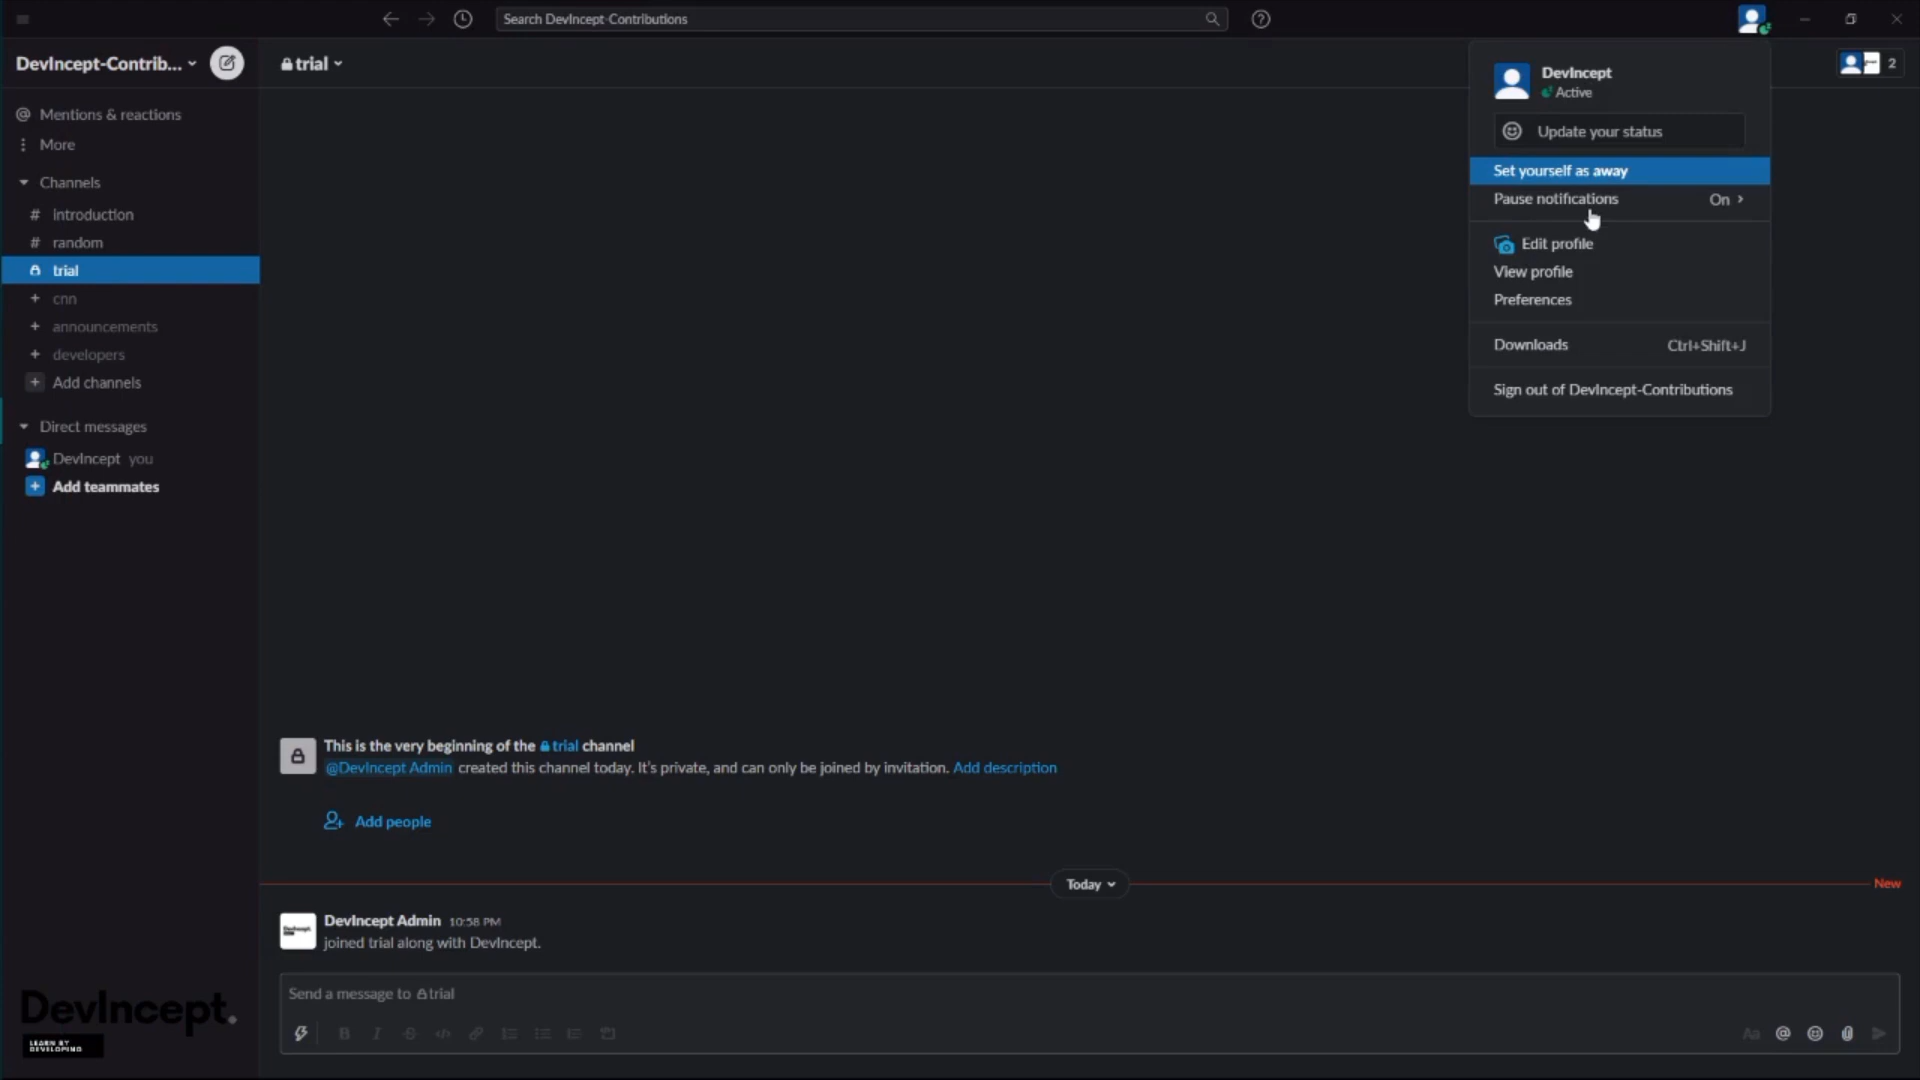 Search DevIncept-Contributions
DevIncept-Contrib...
trial
2
Mentions & reactions
More
Channels
# introduction
# random
trial
+ cnn
+ announcements
+ developers
+ Add channels
Direct messages
DevIncept you
+ Add teammates
DevIncept
Active
Update your status
Set yourself as away
Pause notifications On >
Edit profile
View profile
Preferences
Downloads Ctrl+Shift+J
Sign out of DevIncept-Contributions
This is the very beginning of the trial channel
@DevIncept Admin created this channel today. It's private, and can only be joined by invitation. Add description
Add people
Today
New
DevIncept Admin 10:58 PM
joined trial along with DevIncept.
Send a message to trial
B I S </>
Aa @
DevIncept.
LEARN BY
DEVELOPING